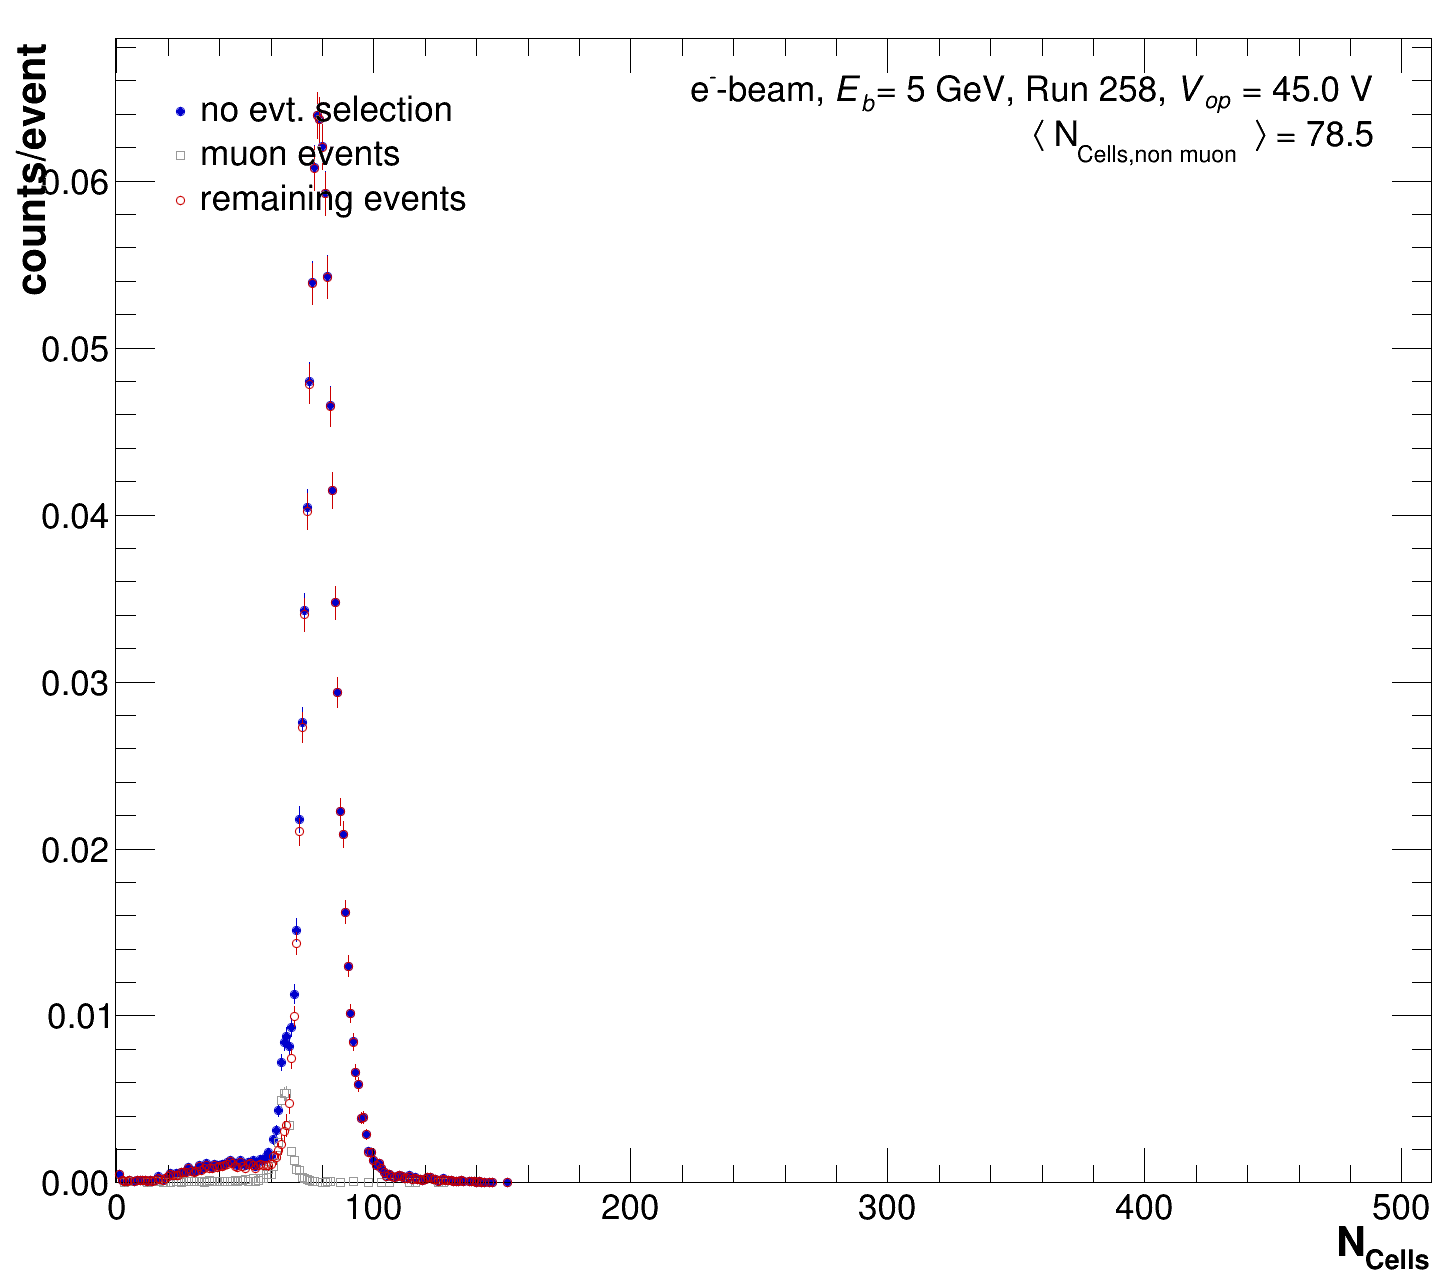 counts/event
no evt. selection
muon events
remaining events
e⁻-beam, E_b= 5 GeV, Run 258, V_op = 45.0 V
⟨ N_Cells,non muon ⟩ = 78.5
0.06
0.05
0.04
0.03
0.02
0.01
0.00
0 100 200 300 400 500
N_Cells